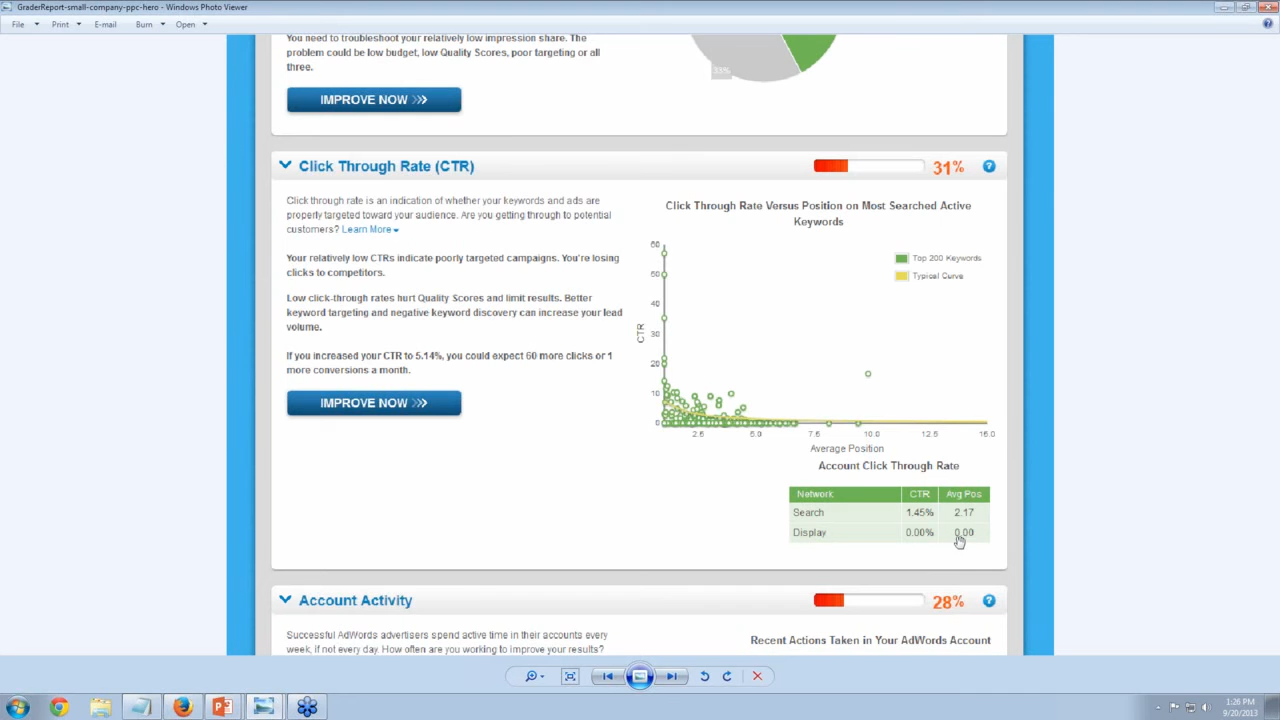 GraderReport-small-company-ppc-hero - Windows Photo Viewer
File Print E-mail Burn Open
You need to troubleshoot your relatively low impression share. The
problem could be low budget, low Quality Scores, poor targeting or all
three.
33%
IMPROVE NOW
Click Through Rate (CTR)
31%
?
Click through rate is an indication of whether your keywords and ads are
properly targeted toward your audience. Are you getting through to potential
customers? Learn More
Your relatively low CTRs indicate poorly targeted campaigns. You're losing
clicks to competitors.
Low click-through rates hurt Quality Scores and limit results. Better
keyword targeting and negative keyword discovery can increase your lead
volume.
If you increased your CTR to 5.14%, you could expect 60 more clicks or 1
more conversions a month.
IMPROVE NOW
Click Through Rate Versus Position on Most Searched Active
Keywords
Top 200 Keywords
Typical Curve
CTR
60
50
40
30
20
10
0
2.5 5.0 7.5 10.0 12.5 15.0
Average Position
Account Click Through Rate
Network CTR Avg Pos
Search 1.45% 2.17
Display 0.00% 0.00
Account Activity
28%
?
Successful AdWords advertisers spend active time in their accounts every
week, if not every day. How often are you working to improve your results?
Recent Actions Taken in Your AdWords Account
1:26 PM
9/20/2013